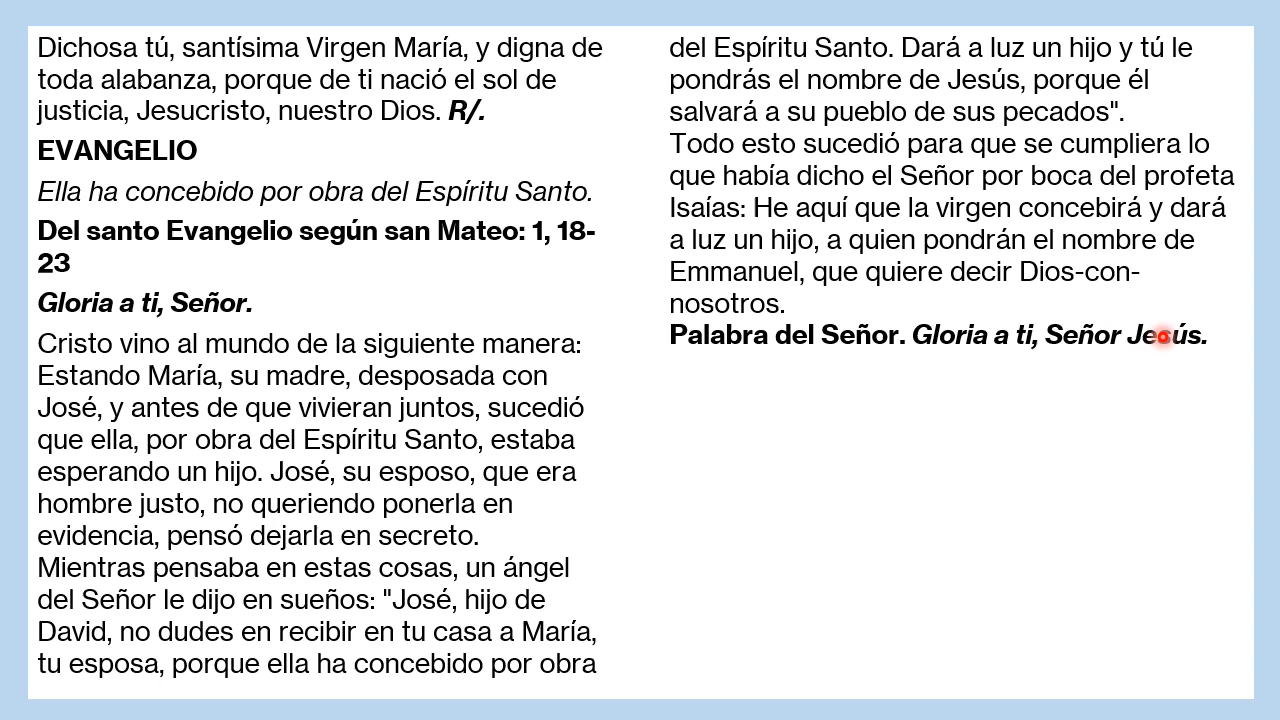 Dichosa tú, santísima Virgen María, y digna de
toda alabanza, porque de ti nació el sol de
justicia, Jesucristo, nuestro Dios. R/.
EVANGELIO
Ella ha concebido por obra del Espíritu Santo.
Del santo Evangelio según san Mateo: 1, 18-
23
Gloria a ti, Señor.
Cristo vino al mundo de la siguiente manera:
Estando María, su madre, desposada con
José, y antes de que vivieran juntos, sucedió
que ella, por obra del Espíritu Santo, estaba
esperando un hijo. José, su esposo, que era
hombre justo, no queriendo ponerla en
evidencia, pensó dejarla en secreto.
Mientras pensaba en estas cosas, un ángel
del Señor le dijo en sueños: "José, hijo de
David, no dudes en recibir en tu casa a María,
tu esposa, porque ella ha concebido por obra
del Espíritu Santo. Dará a luz un hijo y tú le
pondrás el nombre de Jesús, porque él
salvará a su pueblo de sus pecados".
Todo esto sucedió para que se cumpliera lo
que había dicho el Señor por boca del profeta
Isaías: He aquí que la virgen concebirá y dará
a luz un hijo, a quien pondrán el nombre de
Emmanuel, que quiere decir Dios-con-
nosotros.
Palabra del Señor. Gloria a ti, Señor Jesús.